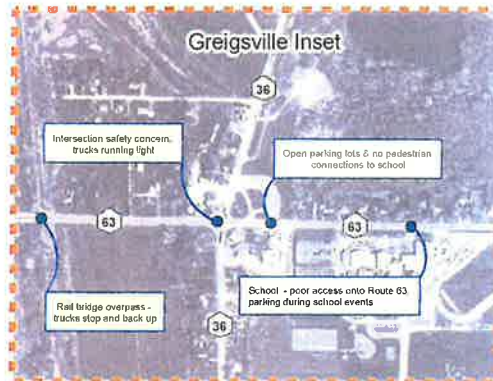 Greigsville Inset
36
Intersection safety concern,
trucks running light
Open parking lots & no pedestrian
connections to school
63
63
Rail bridge overpass -
trucks stop and back up
School - poor access onto Route 63
parking during school events
36